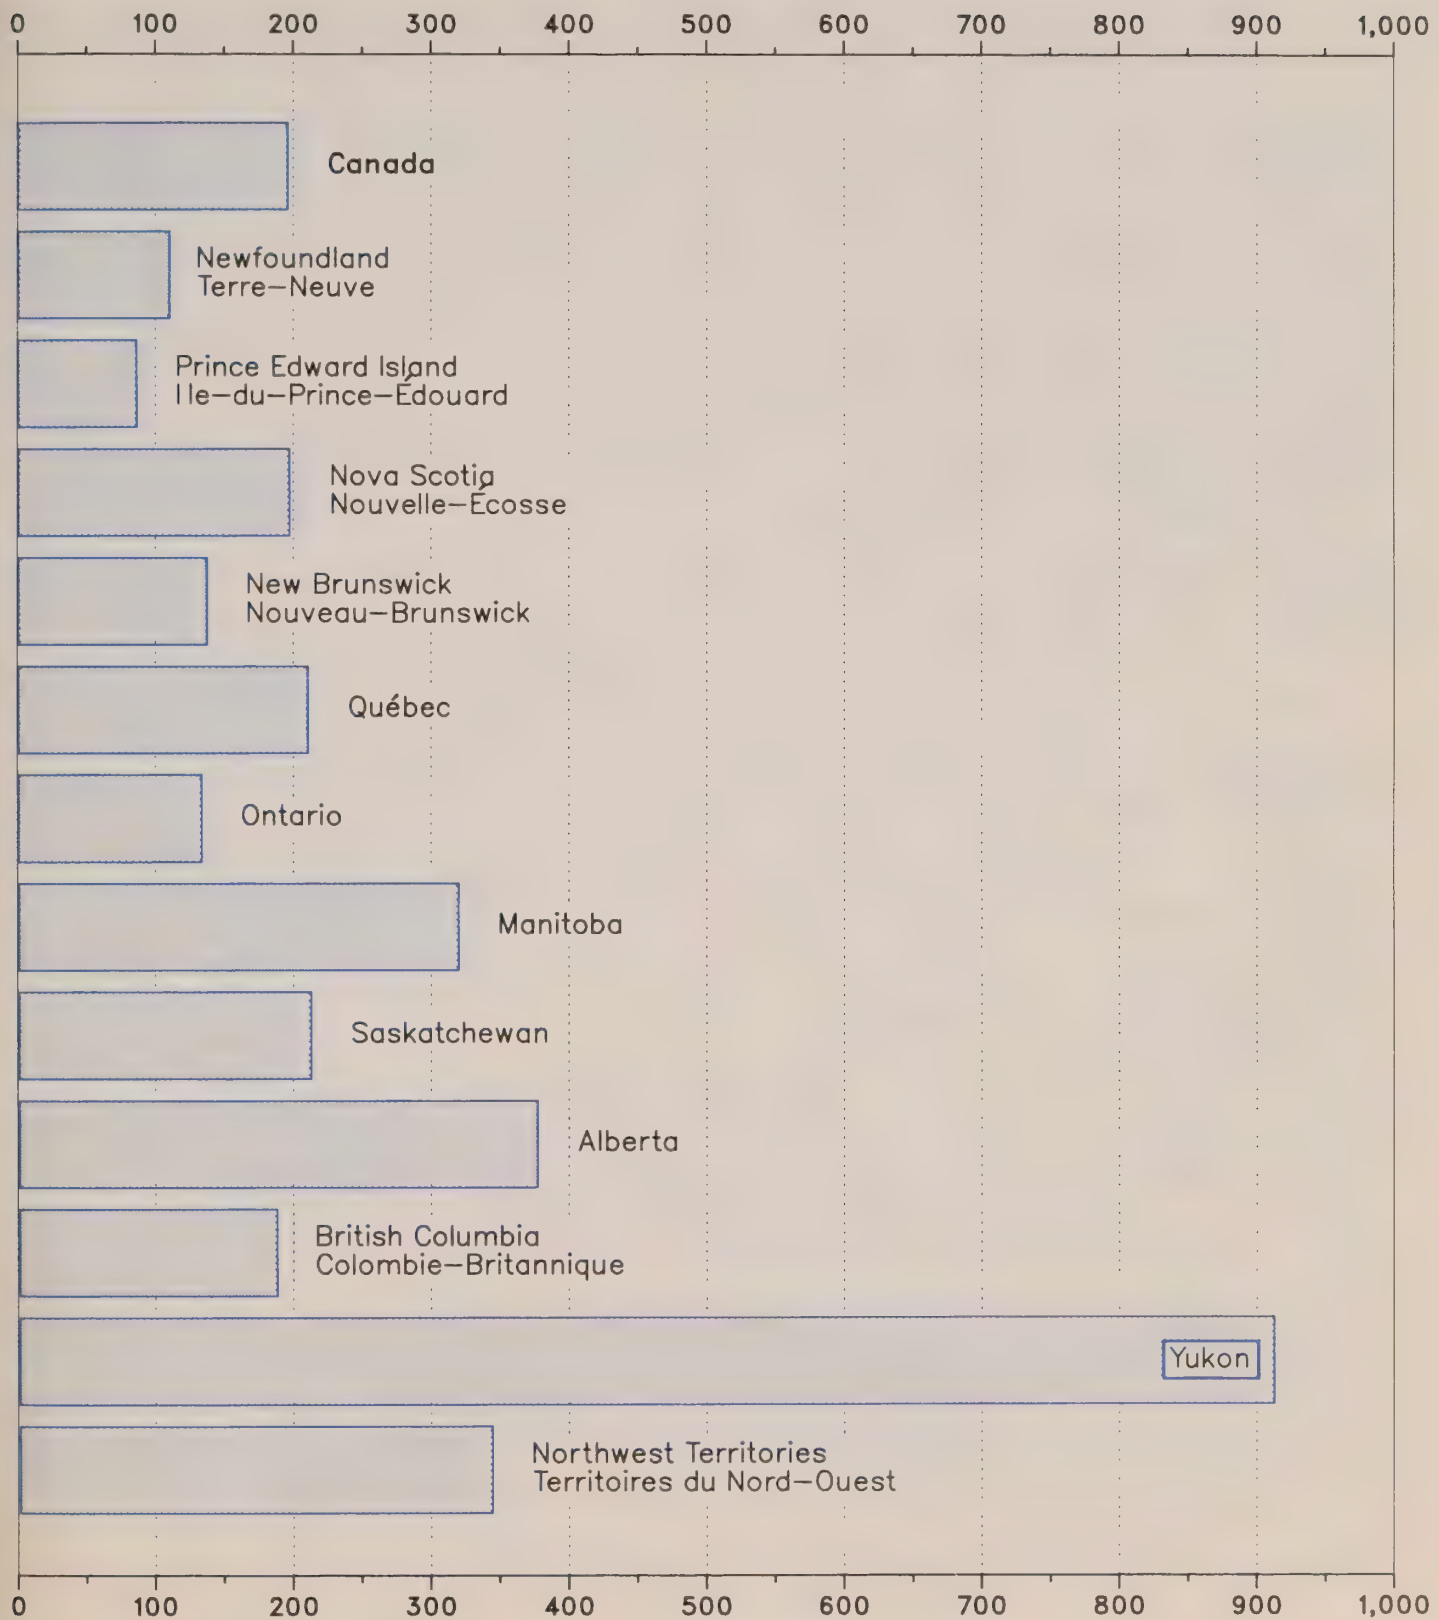 0 100 200 300 400 500 600 700 800 900 1,000
Canada
Newfoundland
Terre–Neuve
Prince Edward Island
Ile–du–Prince–Édouard
Nova Scotia
Nouvelle–Écosse
New Brunswick
Nouveau–Brunswick
Québec
Ontario
Manitoba
Saskatchewan
Alberta
British Columbia
Colombie–Britannique
Yukon
Northwest Territories
Territoires du Nord–Ouest
0 100 200 300 400 500 600 700 800 900 1,000